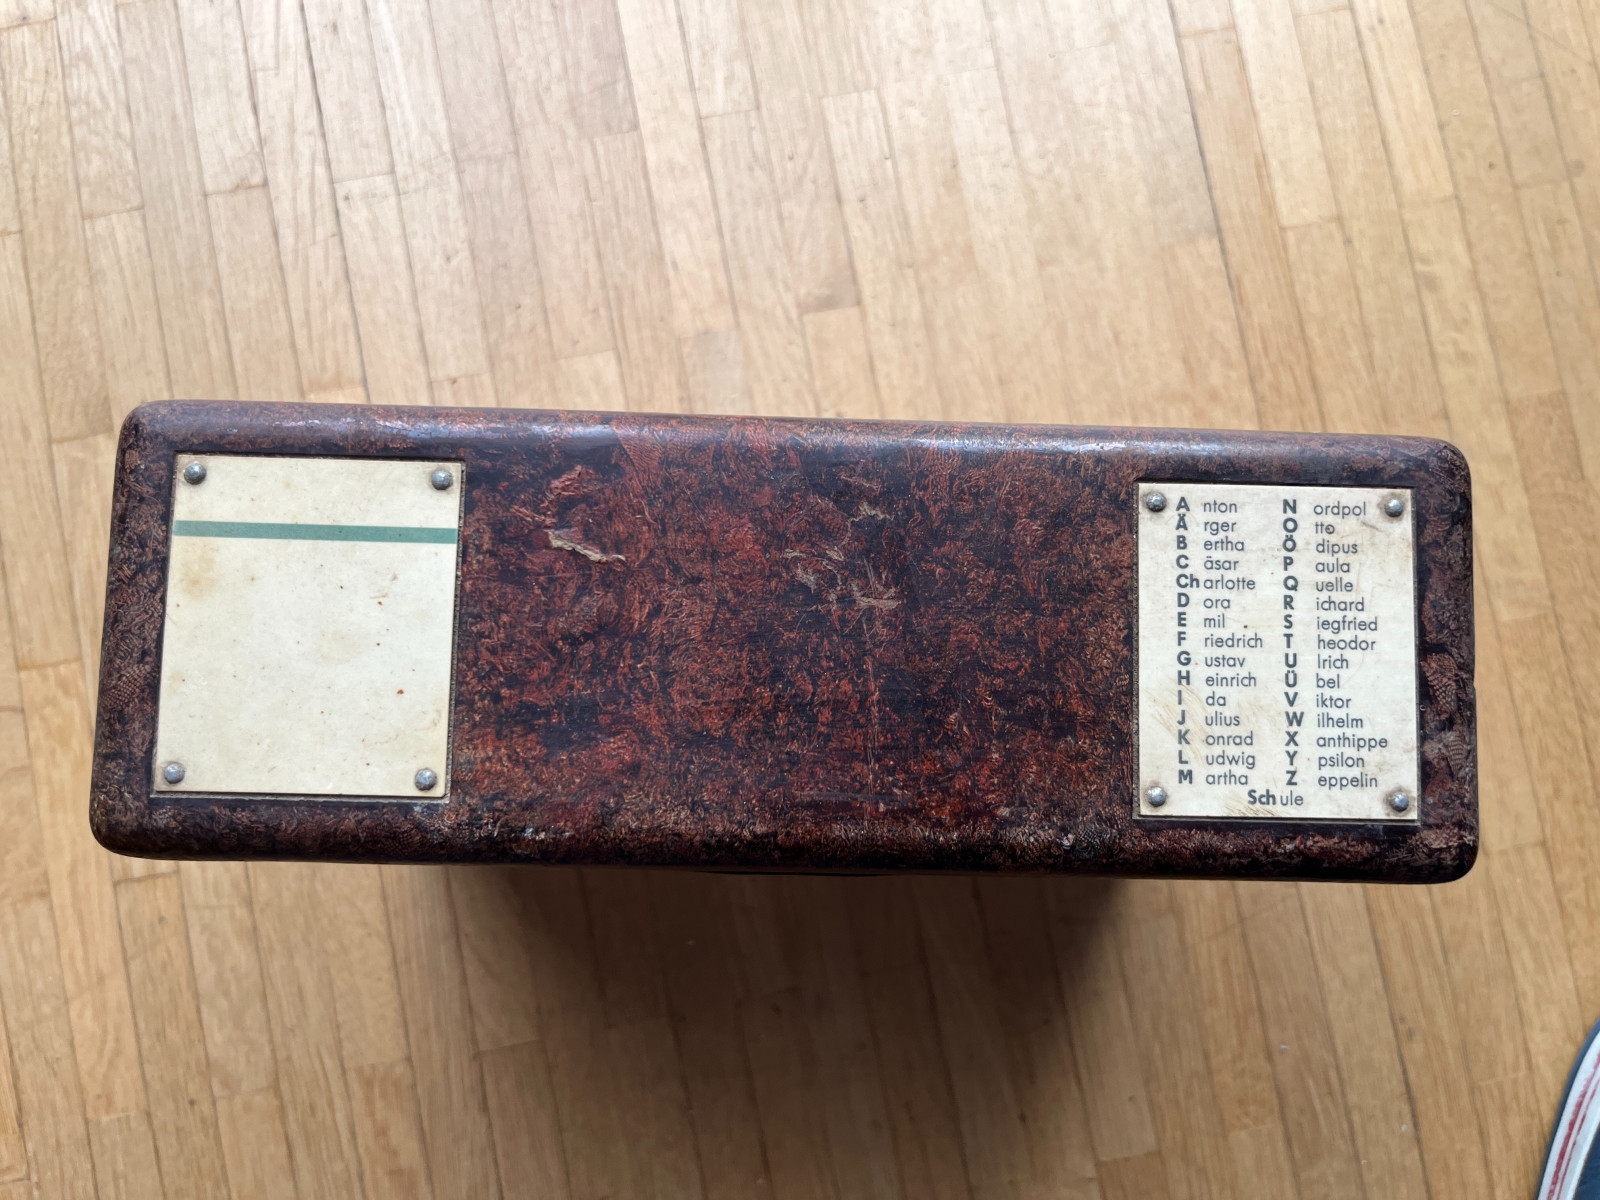 A nton N ordpol
Ä rger O tto
B ertha Ö dipus
C äsar P aula
Ch arlotte Q uelle
D ora R ichard
E mil S iegfried
F riedrich T heodor
G ustav U lrich
H einrich Ü bel
I da V iktor
J ulius W ilhelm
K onrad X anthippe
L udwig Y psilon
M artha Z eppelin
Sch ule